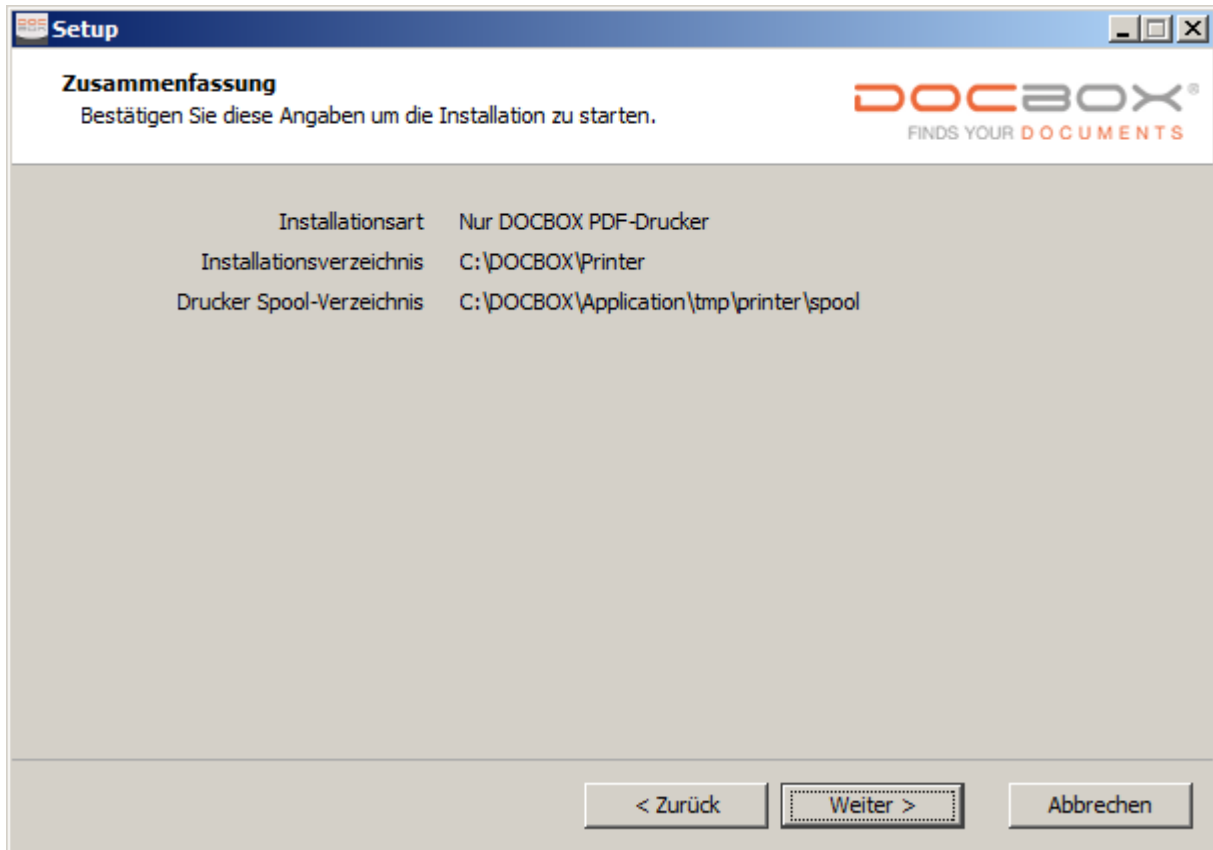 Setup
Zusammenfassung
Bestätigen Sie diese Angaben um die Installation zu starten.
DOCBOX®
FINDS YOUR DOCUMENTS
Installationsart Nur DOCBOX PDF-Drucker
Installationsverzeichnis C:\DOCBOX\Printer
Drucker Spool-Verzeichnis C:\DOCBOX\Application\tmp\printer\spool
< Zurück Weiter > Abbrechen